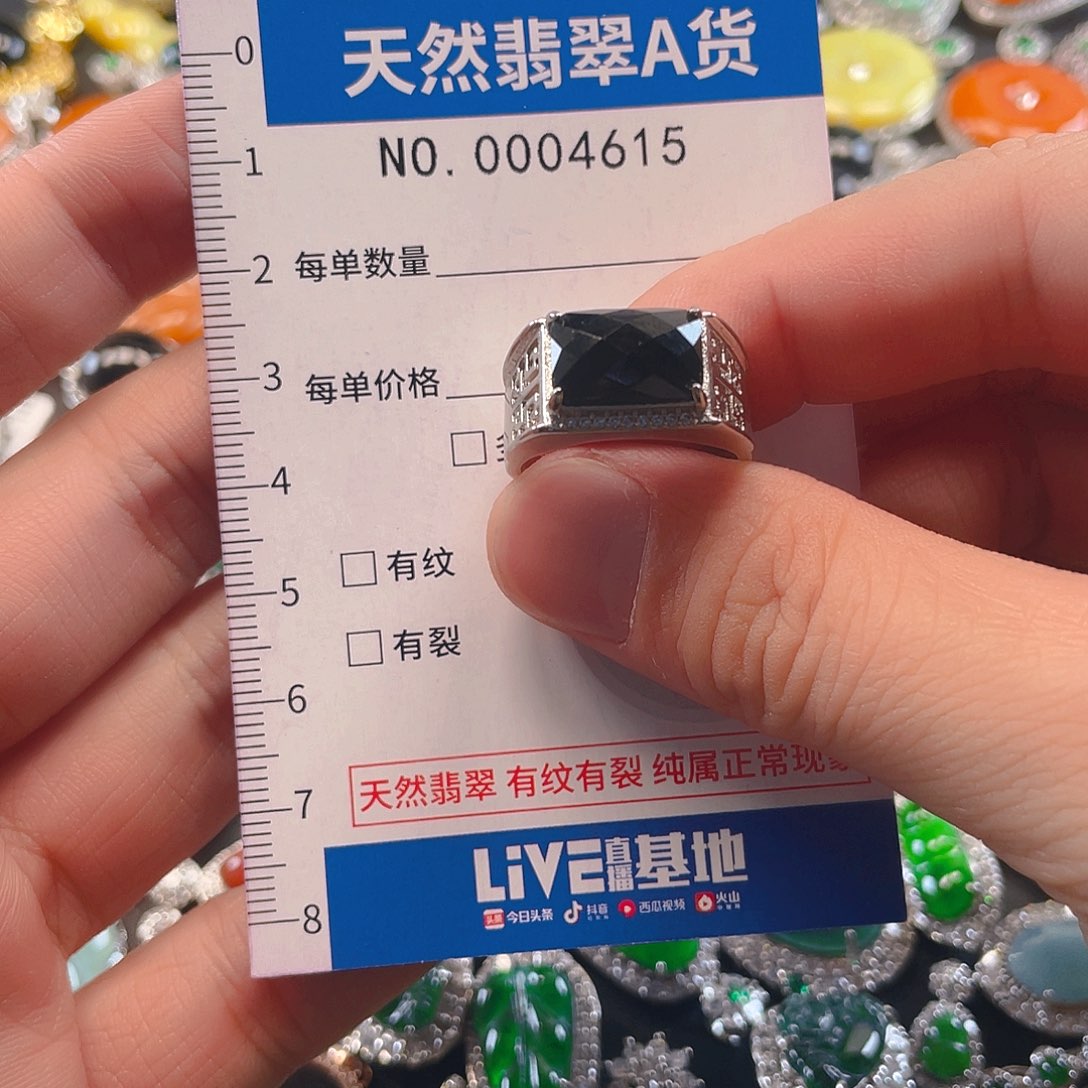 天然翡翠A货
NO. 0004615
0
1
2
3
4
5
6
7
8
每单数量
每单价格
有纹
有裂
天然翡翠 有纹有裂 纯属正常现象
LiVE直播基地
头条 今日头条 抖音 西瓜视频 火山